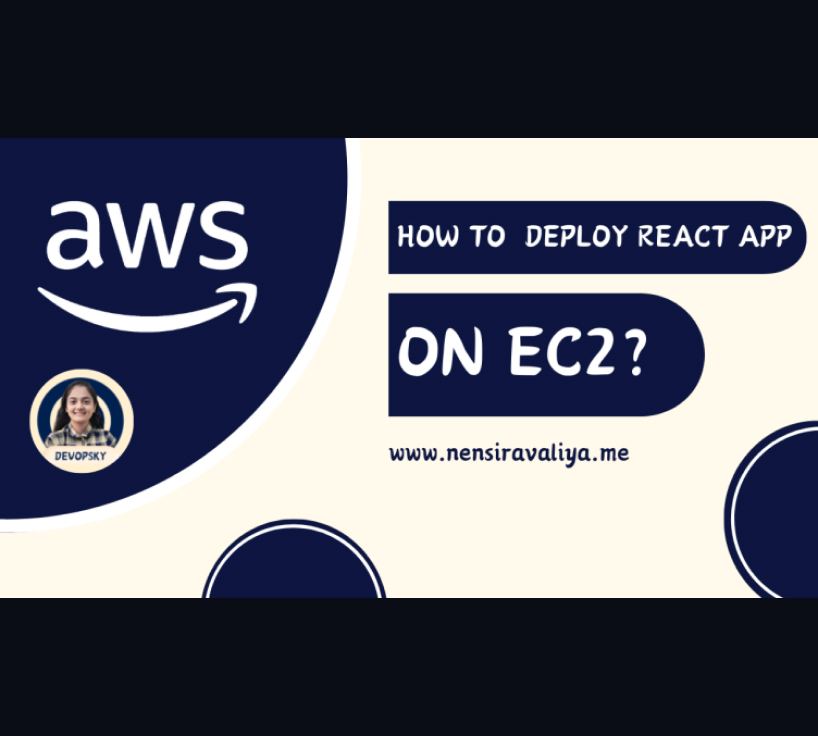 aws
DEVOPSKY
HOW TO DEPLOY REACT APP
ON EC2?
www.nensiravaliya.me